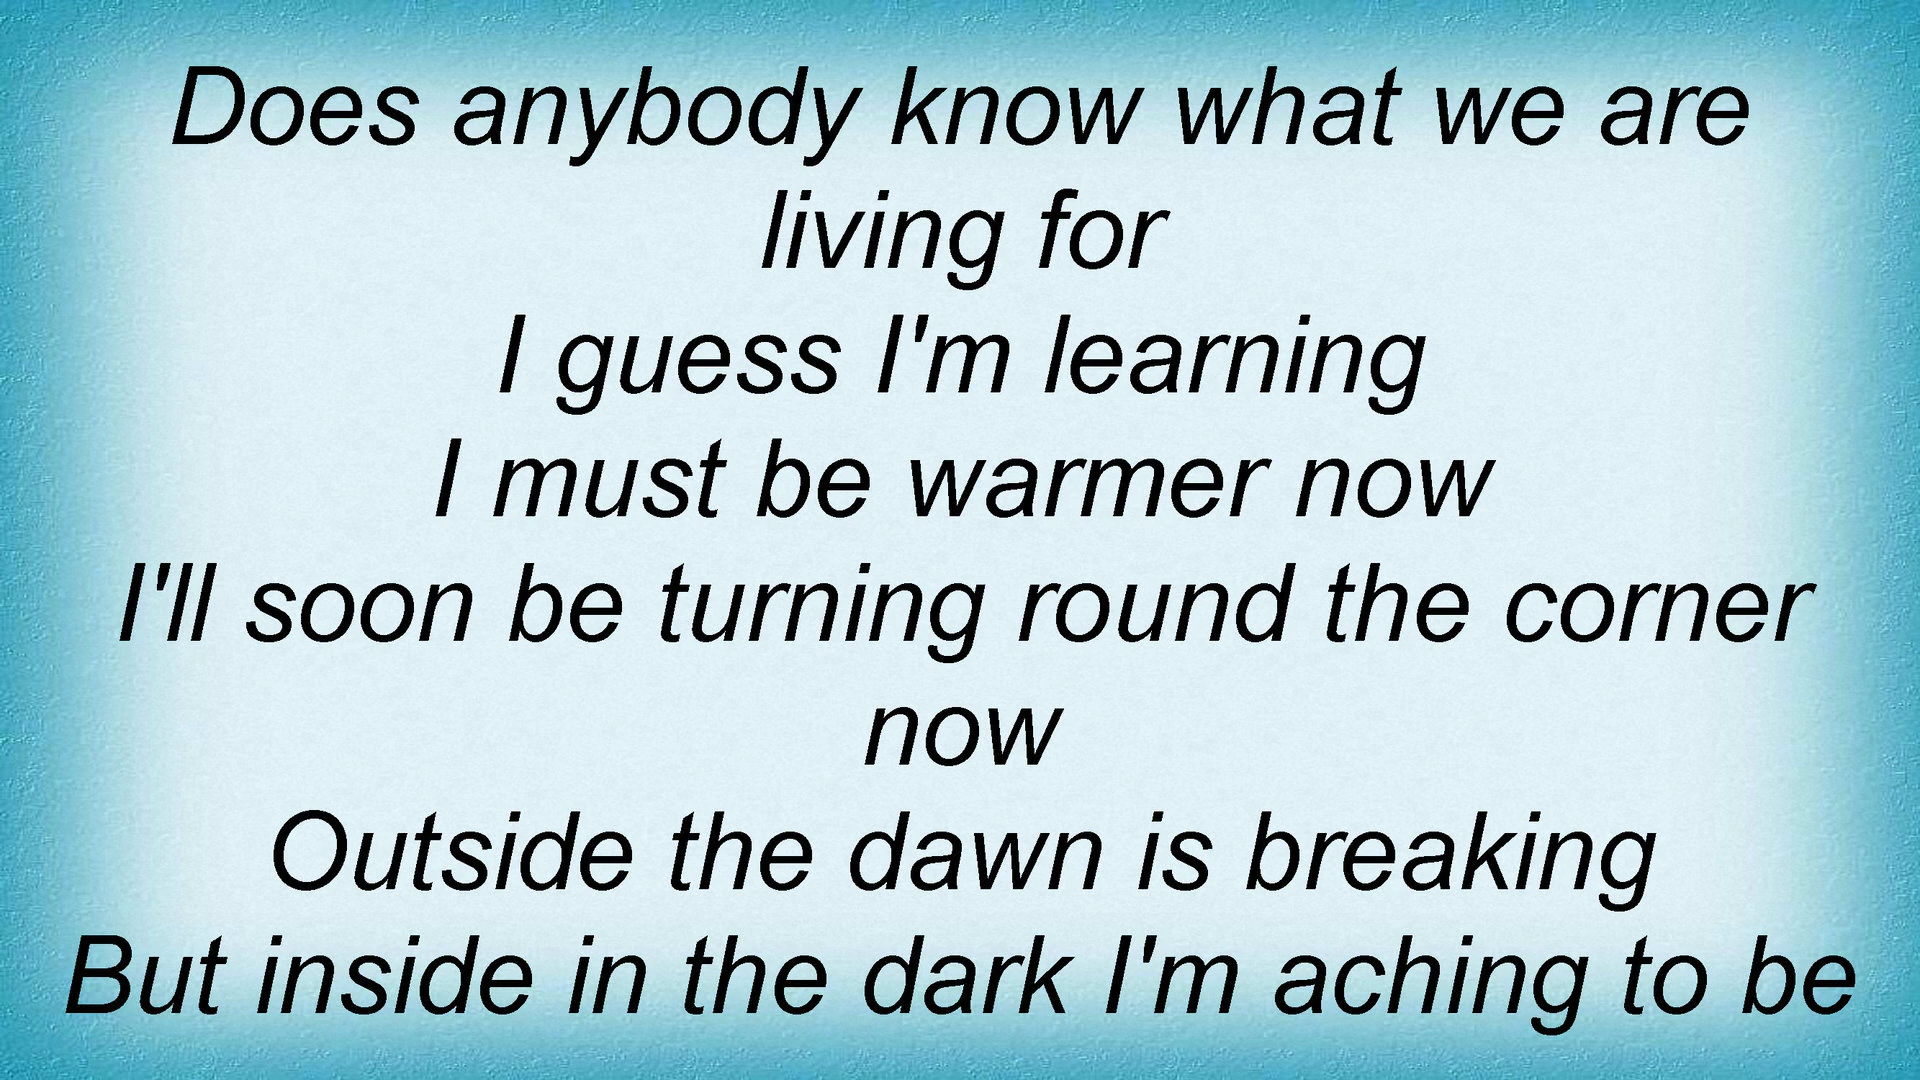 Does anybody know what we are
living for
I guess I'm learning
I must be warmer now
I'll soon be turning round the corner
now
Outside the dawn is breaking
But inside in the dark I'm aching to be